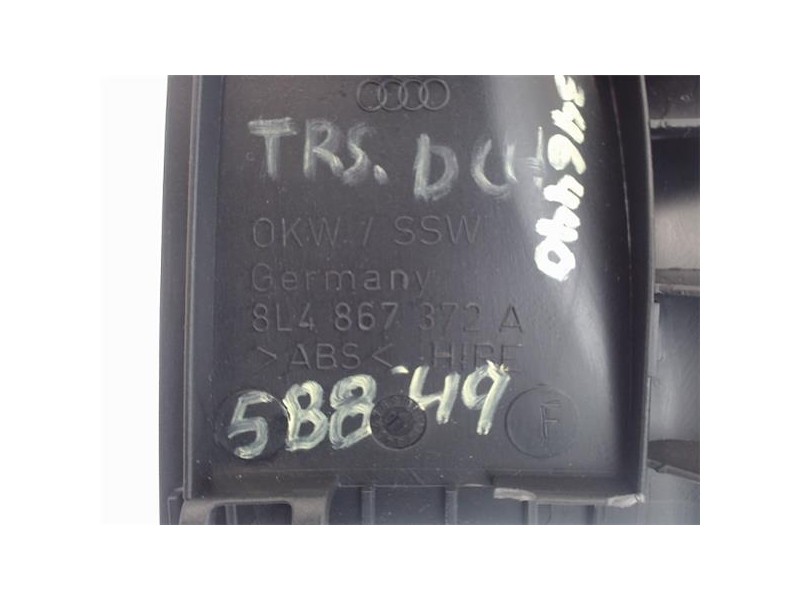 TRS. DCH
OKW / SSW
Germany
8L4 867 372 A
>ABS< HIRE
5B8-49
F